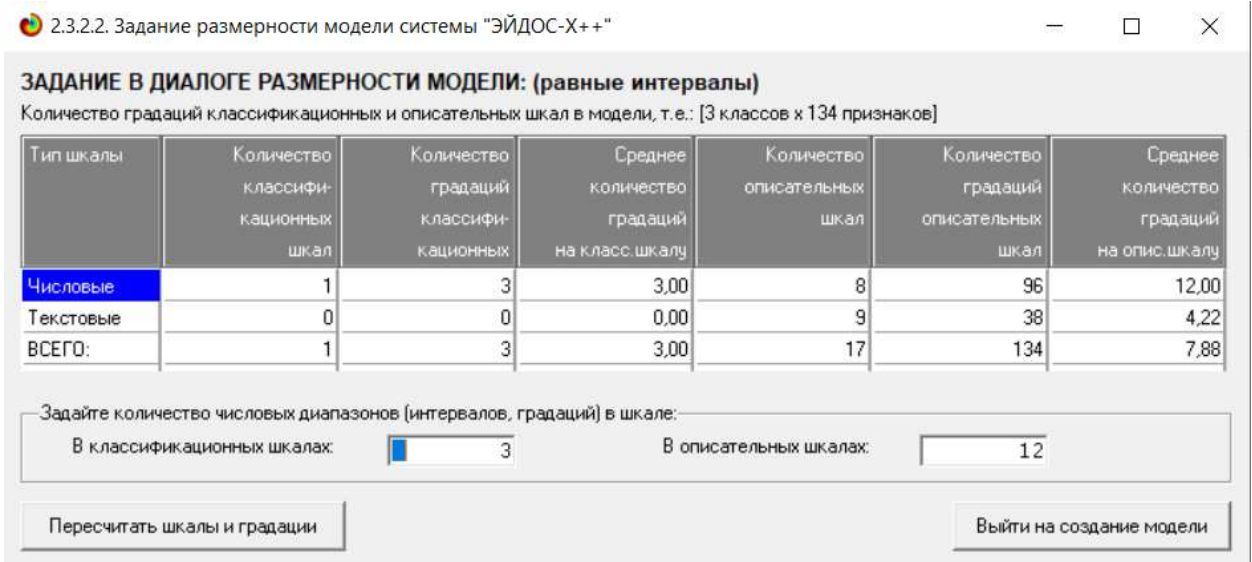 2.3.2.2. Задание размерности модели системы "ЭЙДОС-X++"
ЗАДАНИЕ В ДИАЛОГЕ РАЗМЕРНОСТИ МОДЕЛИ: (равные интервалы)
Количество градаций классификационных и описательных шкал в модели, т.е.: [3 классов x 134 признаков]
Тип шкалы Количество Количество Среднее Количество Количество Среднее
классифи- градаций количество описательных градаций количество
кационных классифи- градаций шкал описательных градаций
шкал кационных на класс.шкалу шкал на опис.шкалу
Числовые 1 3 3,00 8 96 12,00
Текстовые 0 0 0,00 9 38 4,22
ВСЕГО: 1 3 3,00 17 134 7,88
Задайте количество числовых диапазонов (интервалов, градаций) в шкале:
В классификационных шкалах: 3 В описательных шкалах: 12
Пересчитать шкалы и градации Выйти на создание модели